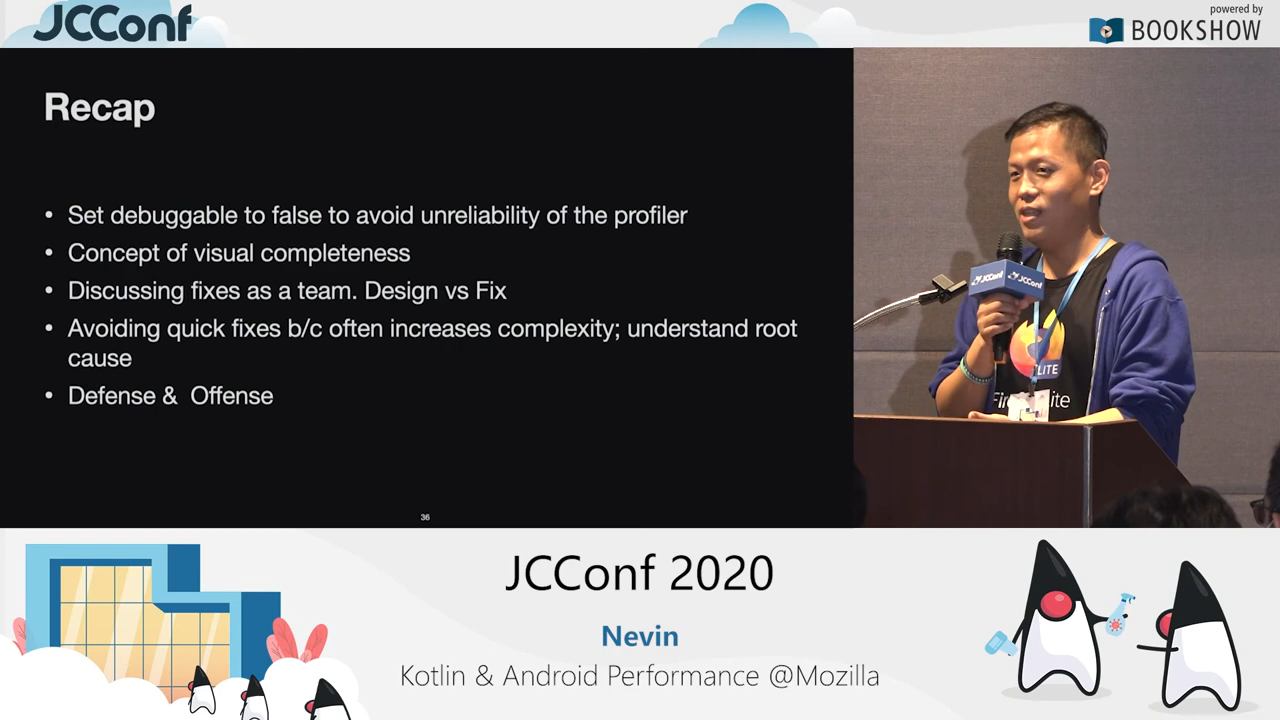 JCConf
powered by
BOOKSHOW
Recap
• Set debuggable to false to avoid unreliability of the profiler
• Concept of visual completeness
• Discussing fixes as a team. Design vs Fix
• Avoiding quick fixes b/c often increases complexity; understand root
cause
• Defense & Offense
36
JCConf
JCConf
LITE
JCConf 2020
Nevin
Kotlin & Android Performance @Mozilla